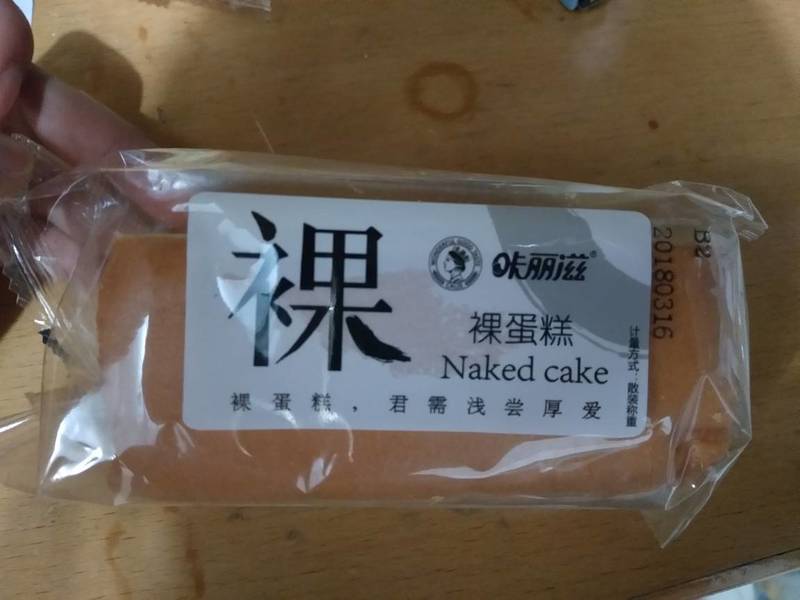 裸
咔丽滋®
裸蛋糕
Naked cake
裸蛋糕，君需浅尝厚爱
计量方式：散装称重
B2
20180316